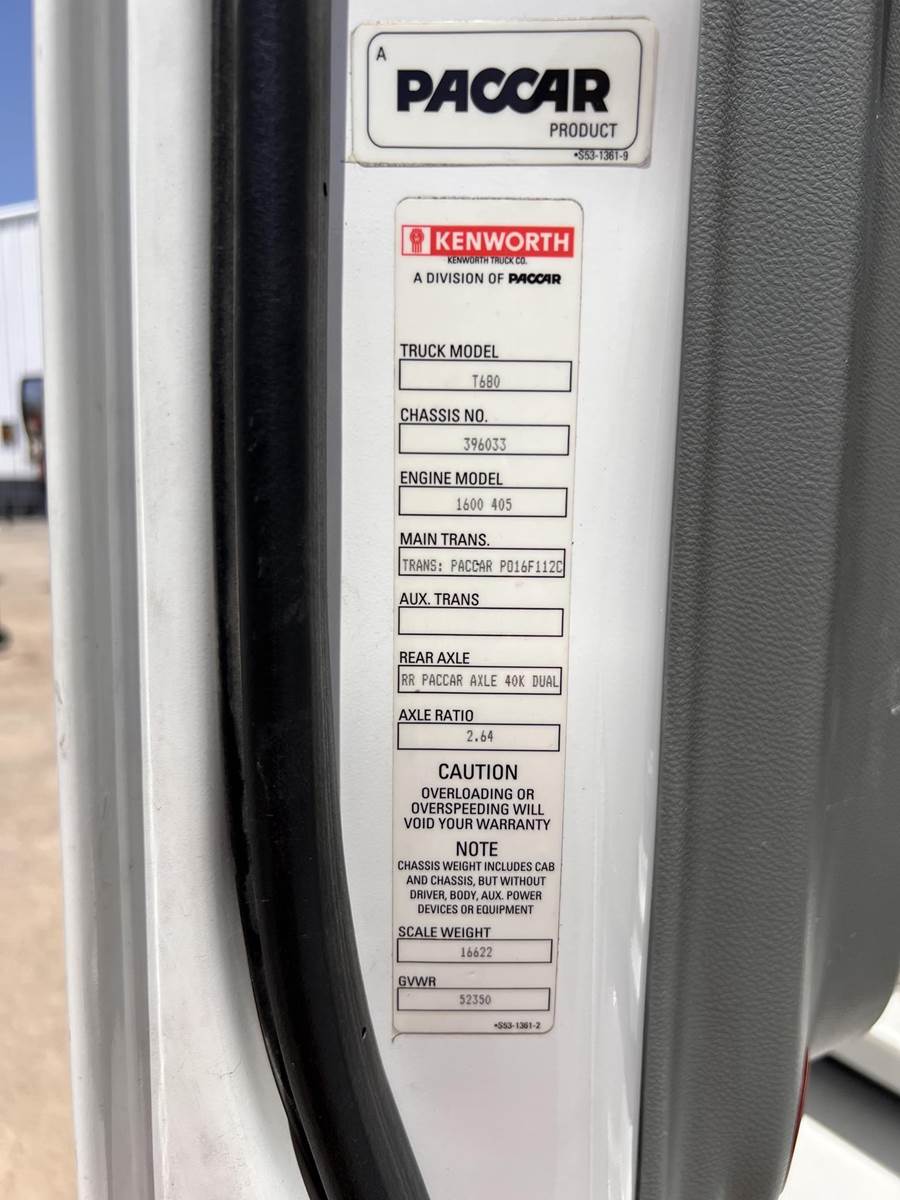 A
PACCAR
PRODUCT
•S53-1361-9
KENWORTH
KENWORTH TRUCK CO.
A DIVISION OF PACCAR
TRUCK MODEL
T680
CHASSIS NO.
396033
ENGINE MODEL
1600 405
MAIN TRANS.
TRANS: PACCAR PO16F112C
AUX. TRANS
REAR AXLE
RR PACCAR AXLE 40K DUAL
AXLE RATIO
2.64
CAUTION
OVERLOADING OR
OVERSPEEDING WILL
VOID YOUR WARRANTY
NOTE
CHASSIS WEIGHT INCLUDES CAB
AND CHASSIS, BUT WITHOUT
DRIVER, BODY, AUX. POWER
DEVICES OR EQUIPMENT
SCALE WEIGHT
16622
GVWR
52350
•S53-1361-2